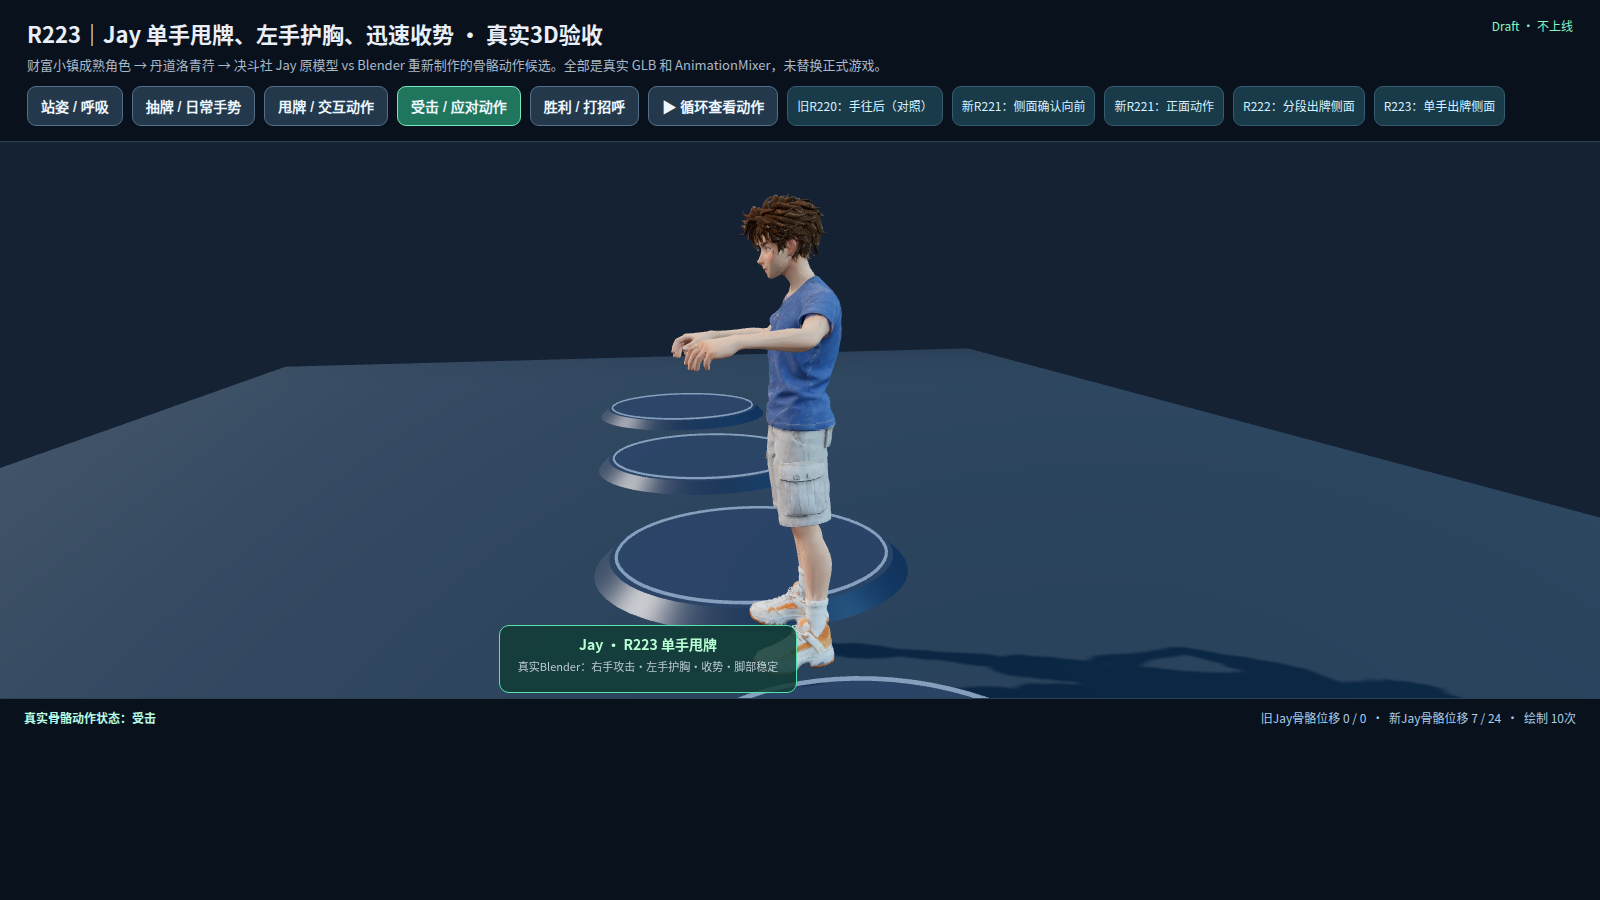 R223｜Jay 单手甩牌、左手护胸、迅速收势 · 真实3D验收
Draft · 不上线
财富小镇成熟角色 → 丹道洛青荇 → 决斗社 Jay 原模型 vs Blender 重新制作的骨骼动作候选。全部是真实 GLB 和 AnimationMixer，未替换正式游戏。
站姿 / 呼吸
抽牌 / 日常手势
甩牌 / 交互动作
受击 / 应对动作
胜利 / 打招呼
▶ 循环查看动作
旧R220：手往后（对照）
新R221：侧面确认向前
新R221：正面动作
R222：分段出牌侧面
R223：单手出牌侧面
Jay · R223 单手甩牌
真实Blender：右手攻击·左手护胸·收势·脚部稳定
真实骨骼动作状态：受击
旧Jay骨骼位移 0 / 0 · 新Jay骨骼位移 7 / 24 · 绘制 10次